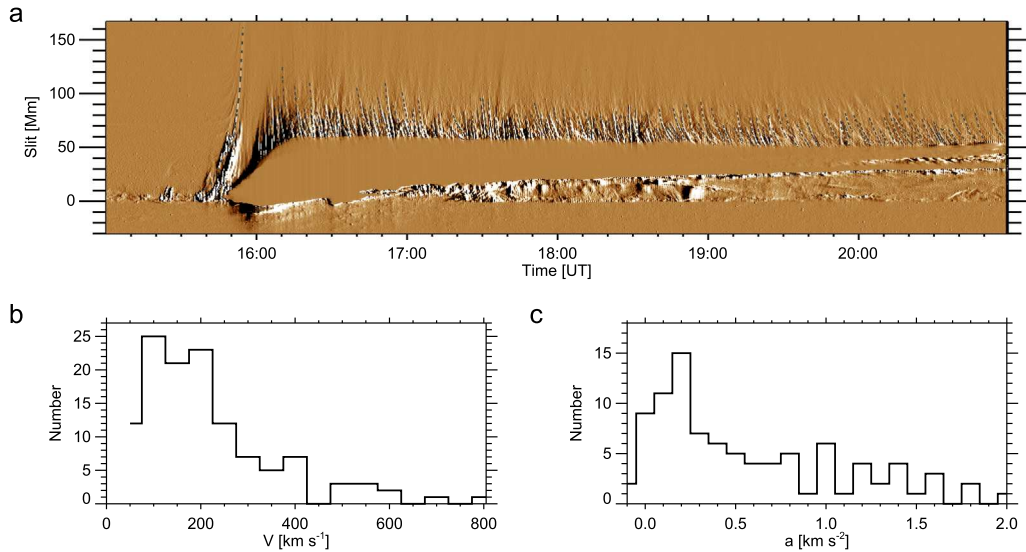 a
150
100
50
0
Slit [Mm]
16:00 17:00 18:00 19:00 20:00
Time [UT]
b
25
20
15
10
5
0
Number
0 200 400 600 800
V [km s⁻¹]
c
15
10
5
0
Number
0.0 0.5 1.0 1.5 2.0
a [km s⁻²]